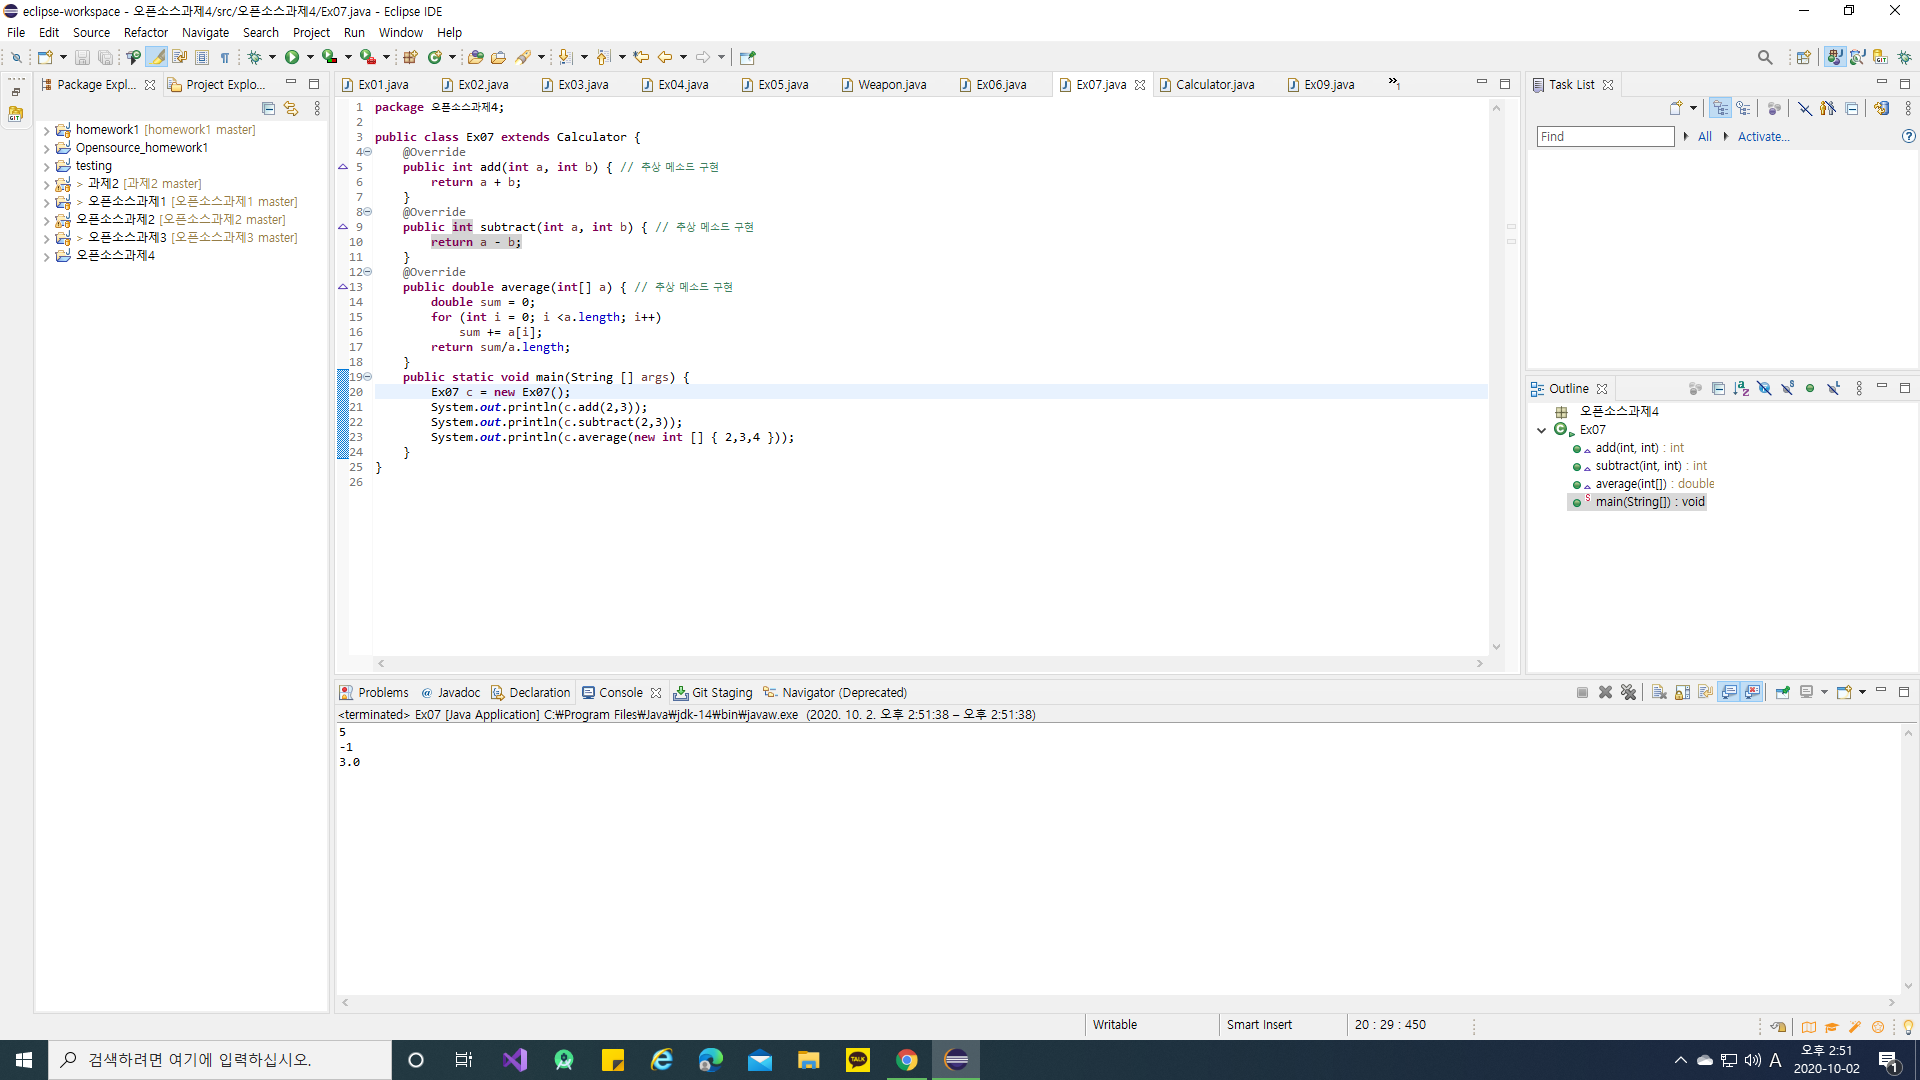 eclipse-workspace - 오픈소스과제4/src/오픈소스과제4/Ex07.java - Eclipse IDE
File Edit Source Refactor Navigate Search Project Run Window Help
Package Expl... Project Explo...
homework1 [homework1 master]
Opensource_homework1
testing
> 과제2 [과제2 master]
> 오픈소스과제1 [오픈소스과제1 master]
오픈소스과제2 [오픈소스과제2 master]
> 오픈소스과제3 [오픈소스과제3 master]
오픈소스과제4
Ex01.java Ex02.java Ex03.java Ex04.java Ex05.java Weapon.java Ex06.java Ex07.java Calculator.java Ex09.java »1
1 package 오픈소스과제4;
2
3 public class Ex07 extends Calculator {
4 @Override
5 public int add(int a, int b) { // 추상 메소드 구현
6 return a + b;
7 }
8 @Override
9 public int subtract(int a, int b) { // 추상 메소드 구현
10 return a - b;
11 }
12 @Override
13 public double average(int[] a) { // 추상 메소드 구현
14 double sum = 0;
15 for (int i = 0; i <a.length; i++)
16 sum += a[i];
17 return sum/a.length;
18 }
19 public static void main(String [] args) {
20 Ex07 c = new Ex07();
21 System.out.println(c.add(2,3));
22 System.out.println(c.subtract(2,3));
23 System.out.println(c.average(new int [] { 2,3,4 }));
24 }
25 }
26
Task List
Find All Activate...
Outline
오픈소스과제4
Ex07
add(int, int) : int
subtract(int, int) : int
average(int[]) : double
main(String[]) : void
Problems @ Javadoc Declaration Console Git Staging Navigator (Deprecated)
<terminated> Ex07 [Java Application] C:₩Program Files₩Java₩jdk-14₩bin₩javaw.exe (2020. 10. 2. 오후 2:51:38 – 오후 2:51:38)
5
-1
3.0
Writable Smart Insert 20 : 29 : 450
검색하려면 여기에 입력하십시오.
TALK
A
오후 2:51
2020-10-02
1